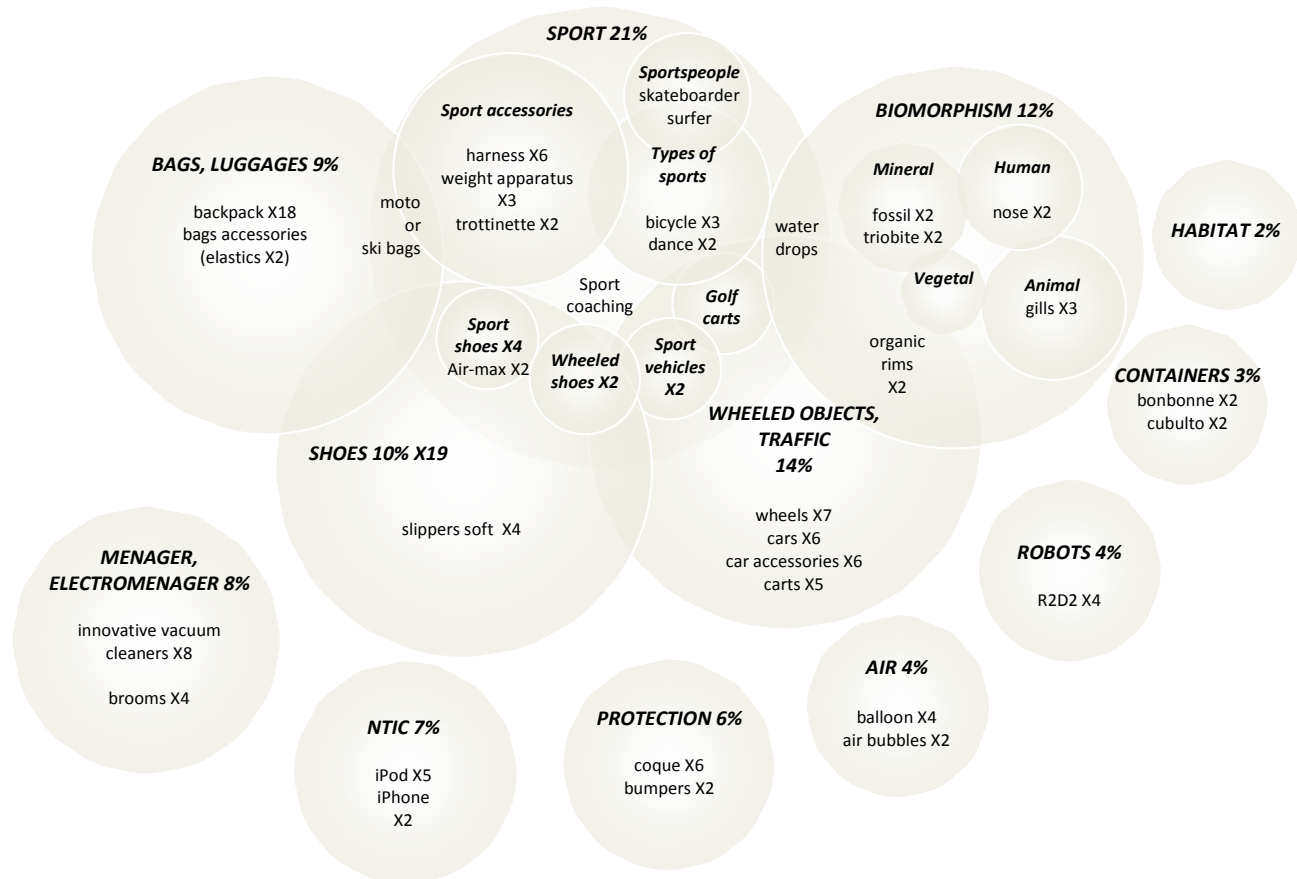 SPORT 21%
Sportspeople
skateboarder
surfer
Sport accessories
harness X6
weight apparatus
X3
trottinette X2
Types of
sports
bicycle X3
dance X2
BIOMORPHISM 12%
Mineral
fossil X2
triobite X2
Human
nose X2
Vegetal
Animal
gills X3
organic
rims
X2
water
drops
BAGS, LUGGAGES 9%
backpack X18
bags accessories
(elastics X2)
moto
or
ski bags
HABITAT 2%
Sport
coaching
Golf
carts
Sport
shoes X4
Air-max X2
Wheeled
shoes X2
Sport
vehicles
X2
CONTAINERS 3%
bonbonne X2
cubulto X2
SHOES 10% X19
slippers soft X4
WHEELED OBJECTS,
TRAFFIC
14%
wheels X7
cars X6
car accessories X6
carts X5
MENAGER,
ELECTROMENAGER 8%
innovative vacuum
cleaners X8
brooms X4
ROBOTS 4%
R2D2 X4
AIR 4%
balloon X4
air bubbles X2
NTIC 7%
iPod X5
iPhone
X2
PROTECTION 6%
coque X6
bumpers X2